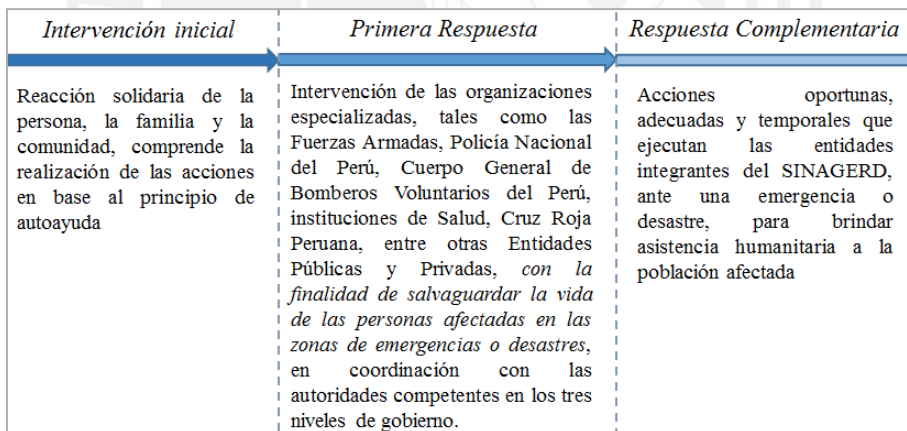 Intervención inicial
Reacción solidaria de la
persona, la familia y la
comunidad, comprende la
realización de las acciones
en base al principio de
autoayuda
Primera Respuesta
Intervención de las organizaciones
especializadas, tales como las
Fuerzas Armadas, Policía Nacional
del Perú, Cuerpo General de
Bomberos Voluntarios del Perú,
instituciones de Salud, Cruz Roja
Peruana, entre otras Entidades
Públicas y Privadas, con la
finalidad de salvaguardar la vida
de las personas afectadas en las
zonas de emergencias o desastres,
en coordinación con las
autoridades competentes en los tres
niveles de gobierno.
Respuesta Complementaria
Acciones oportunas,
adecuadas y temporales que
ejecutan las entidades
integrantes del SINAGERD,
ante una emergencia o
desastre, para brindar
asistencia humanitaria a la
población afectada